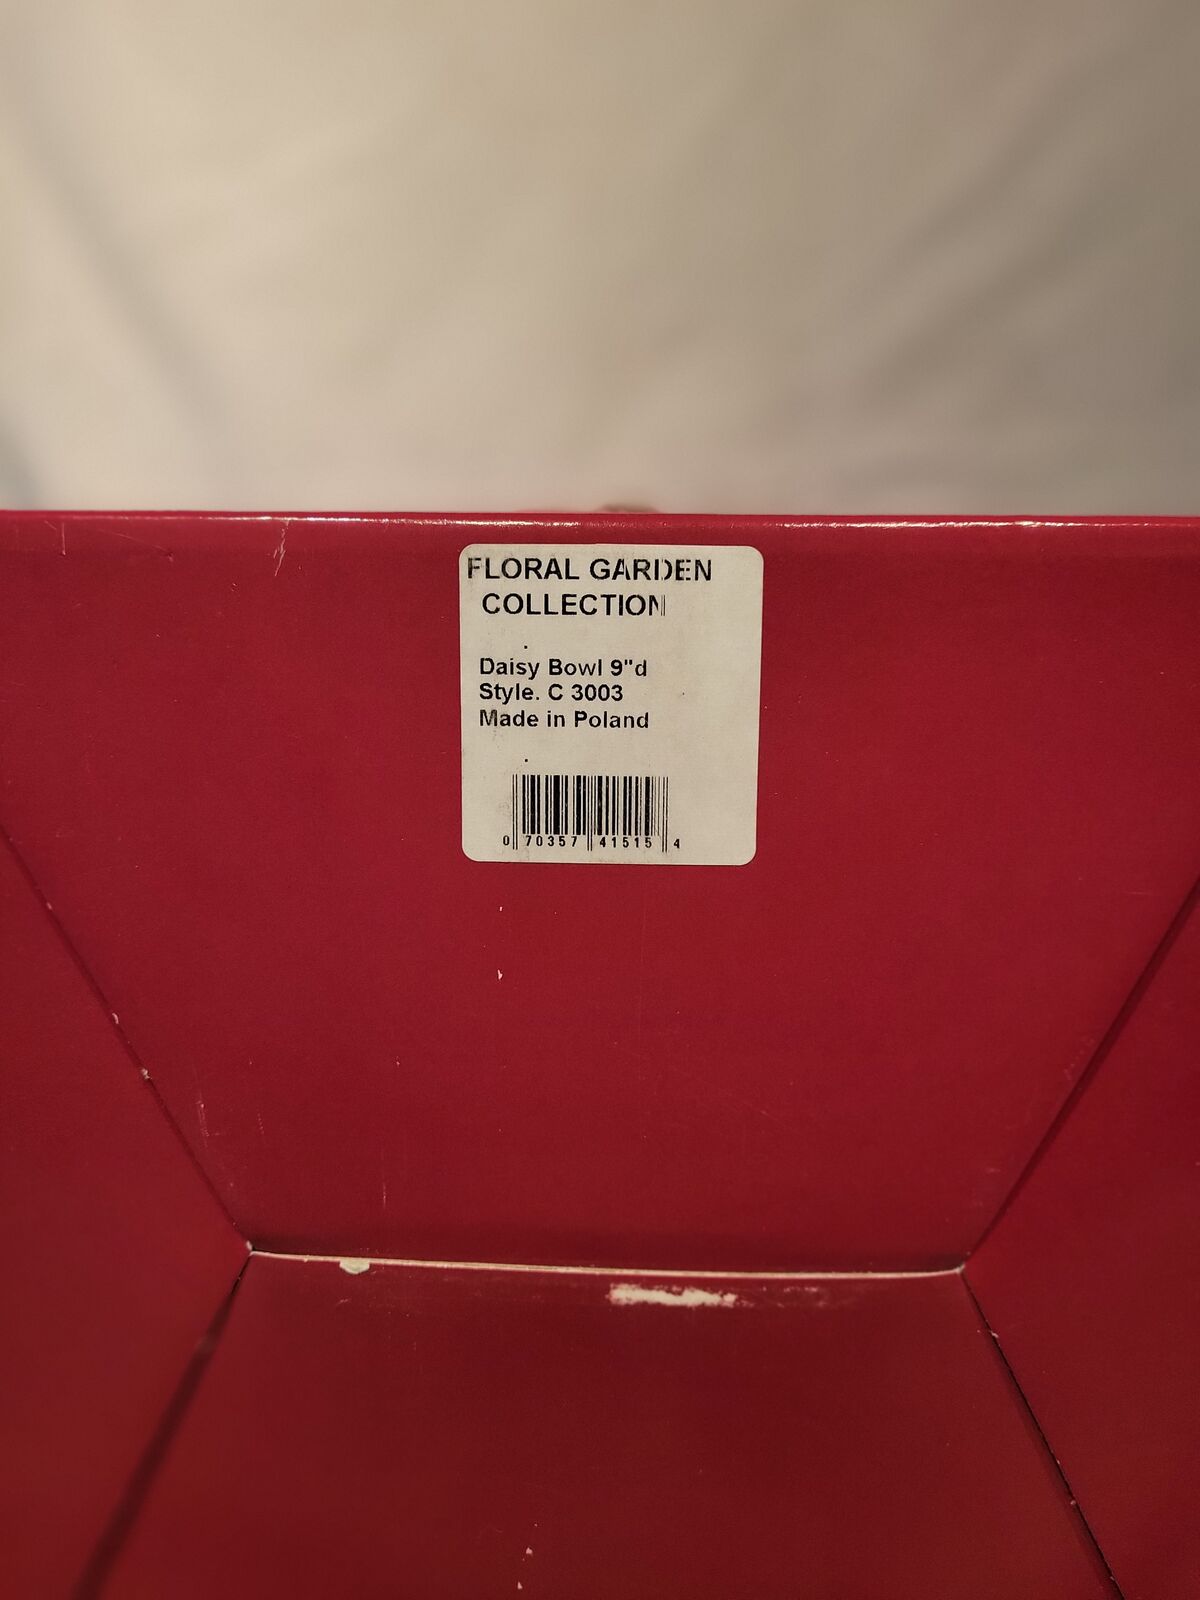 FLORAL GARDEN
COLLECTION
Daisy Bowl 9"d
Style. C 3003
Made in Poland
0 70357 41515 4